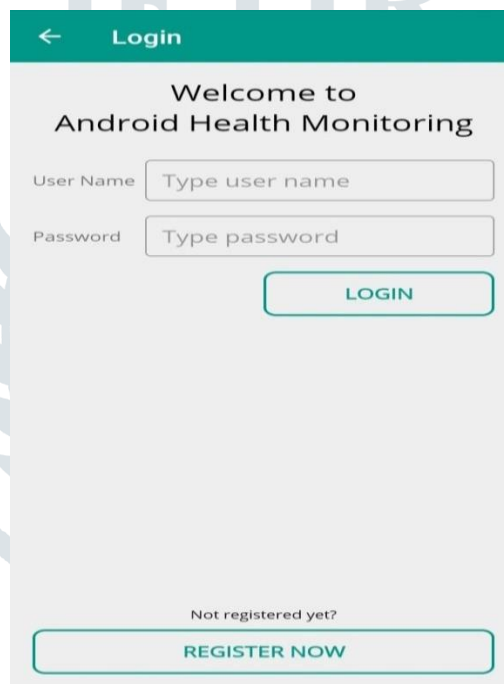 Login
Welcome to
Android Health Monitoring
User Name Type user name
Password Type password
LOGIN
Not registered yet?
REGISTER NOW